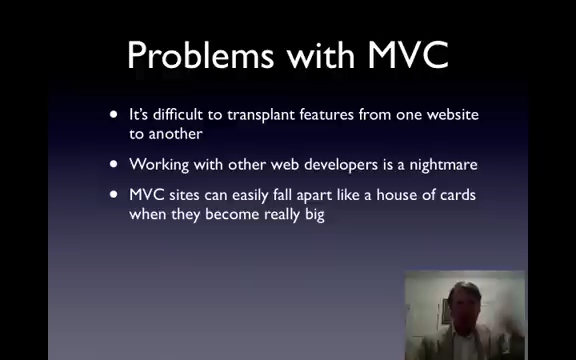 Problems with MVC
It's difficult to transplant features from one website
to another
Working with other web developers is a nightmare
MVC sites can easily fall apart like a house of cards
when they become really big